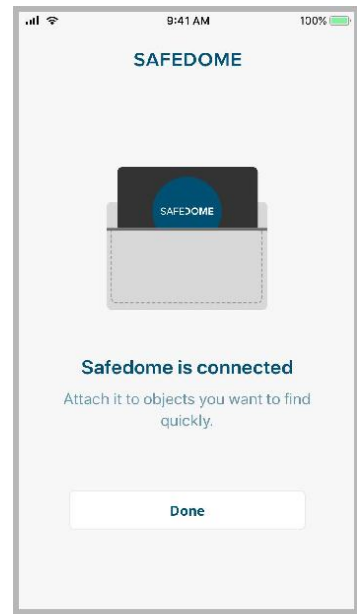 9:41 AM
100%
SAFEDOME
SAFEDOME
Safedome is connected
Attach it to objects you want to find
quickly.
Done